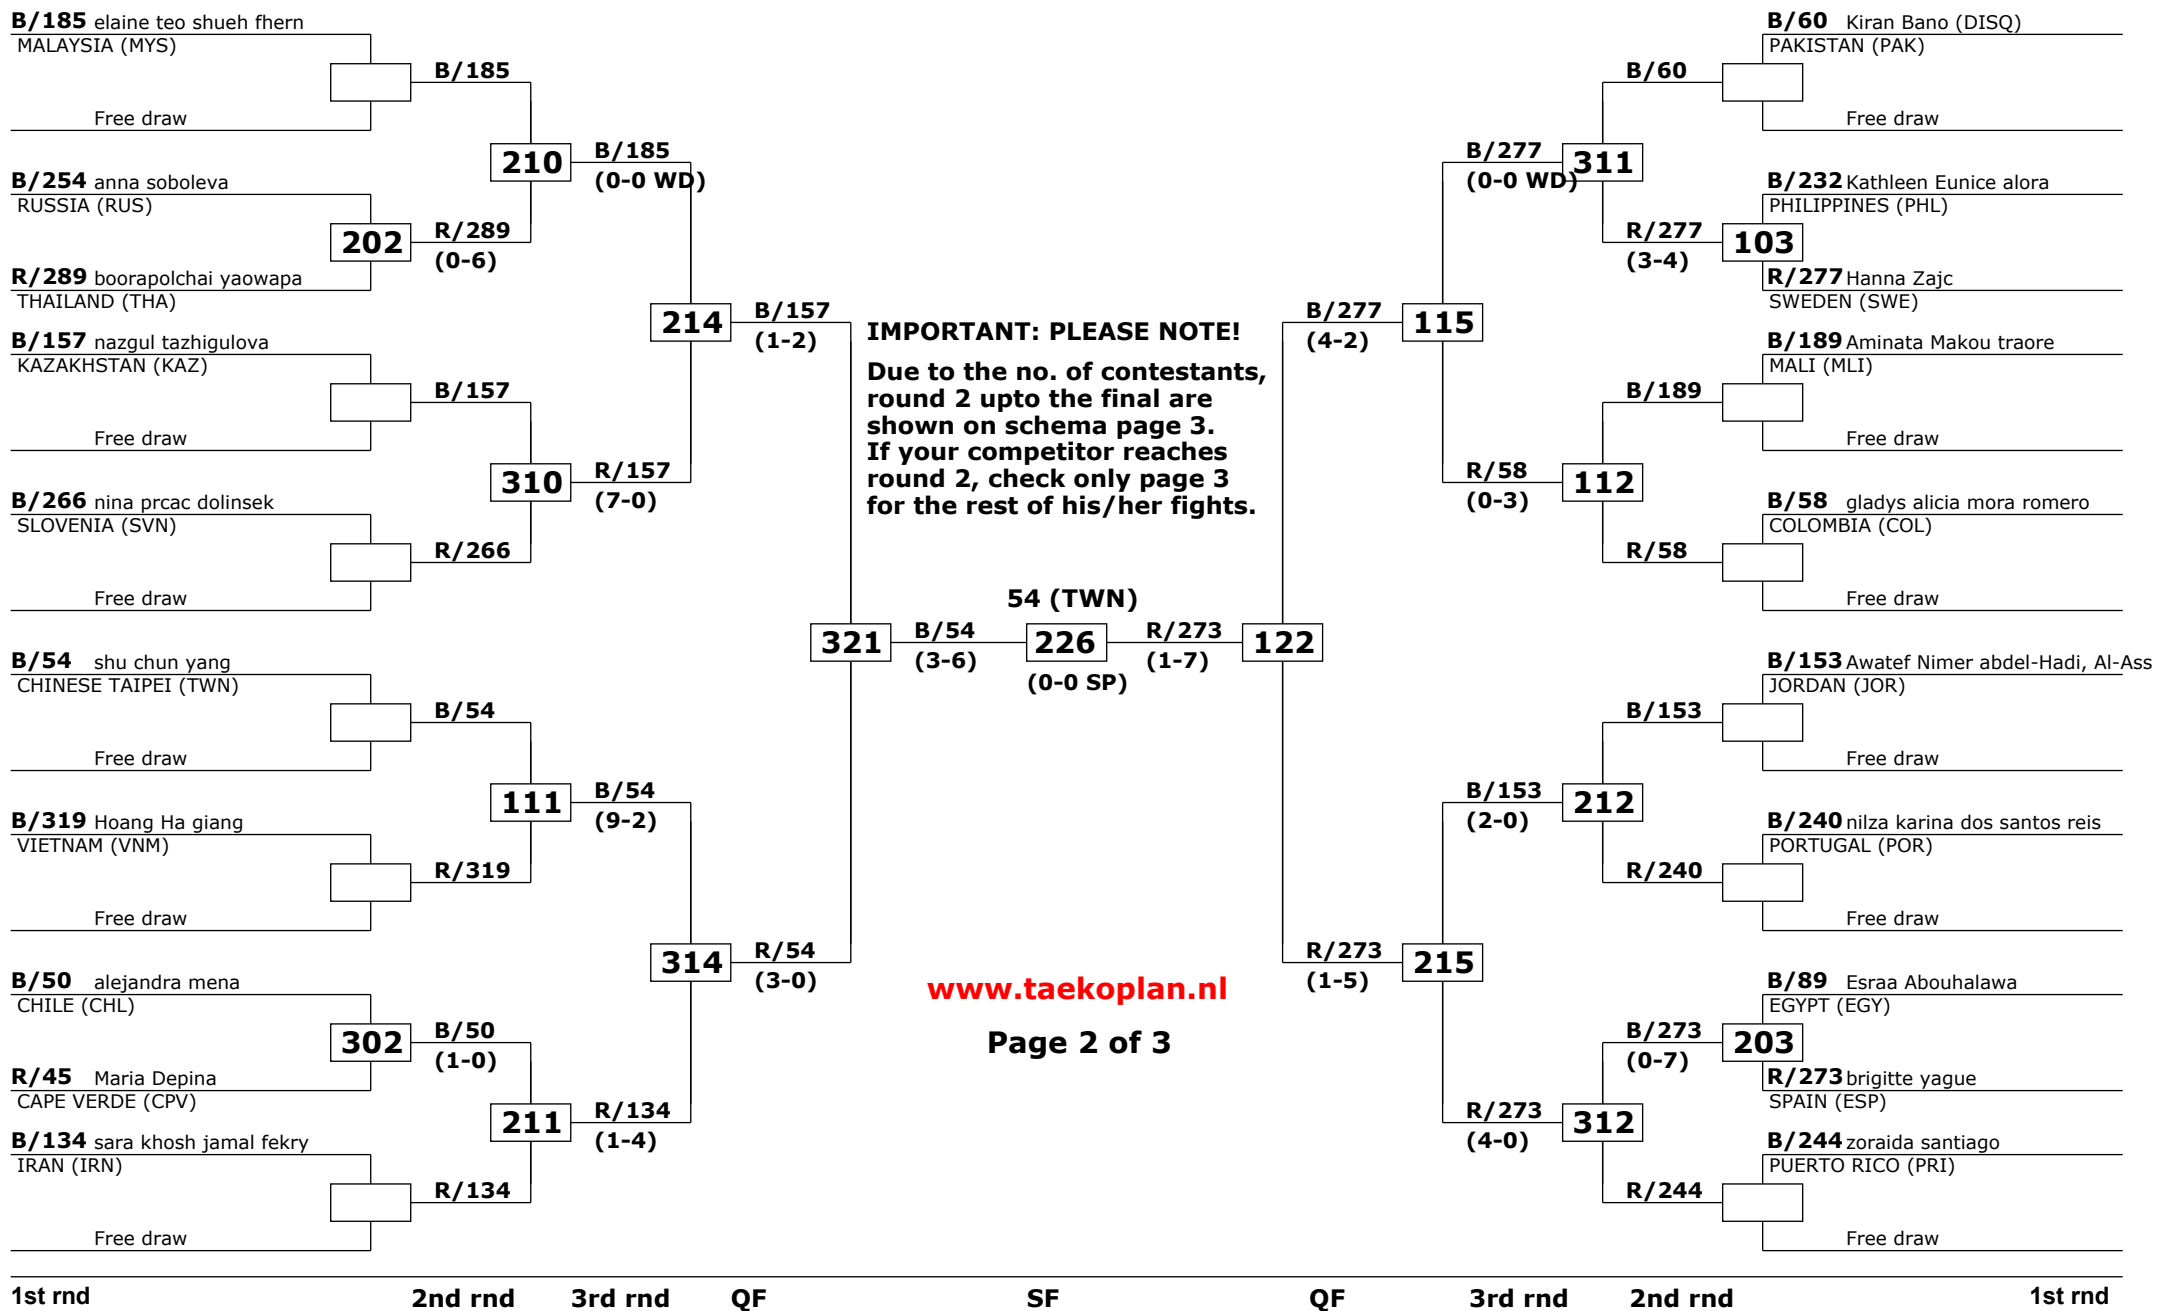 B/185 elaine teo shueh fhern
MALAYSIA (MYS)
B/185
Free draw
210
B/185
(0-0 WD)
B/254 anna soboleva
RUSSIA (RUS)
202
R/289
(0-6)
R/289 boorapolchai yaowapa
THAILAND (THA)
214
B/157
(1-2)
B/157 nazgul tazhigulova
KAZAKHSTAN (KAZ)
B/157
Free draw
310
R/157
(7-0)
B/266 nina prcac dolinsek
SLOVENIA (SVN)
R/266
Free draw
321
B/54
(3-6)
B/54 shu chun yang
CHINESE TAIPEI (TWN)
B/54
Free draw
111
B/54
(9-2)
B/319 Hoang Ha giang
VIETNAM (VNM)
R/319
Free draw
314
R/54
(3-0)
B/50 alejandra mena
CHILE (CHL)
302
B/50
(1-0)
R/45 Maria Depina
CAPE VERDE (CPV)
211
R/134
(1-4)
B/134 sara khosh jamal fekry
IRAN (IRN)
R/134
Free draw
IMPORTANT: PLEASE NOTE!
Due to the no. of contestants,
round 2 upto the final are
shown on schema page 3.
If your competitor reaches
round 2, check only page 3
for the rest of his/her fights.
54 (TWN)
226
(0-0 SP)
www.taekoplan.nl
Page 2 of 3
B/60 Kiran Bano (DISQ)
PAKISTAN (PAK)
B/60
Free draw
B/277
(0-0 WD)
311
B/232 Kathleen Eunice alora
PHILIPPINES (PHL)
R/277
(3-4)
103
R/277 Hanna Zajc
SWEDEN (SWE)
B/277
(4-2)
115
B/189 Aminata Makou traore
MALI (MLI)
B/189
Free draw
R/58
(0-3)
112
B/58 gladys alicia mora romero
COLOMBIA (COL)
R/58
Free draw
R/273
(1-7)
122
B/153 Awatef Nimer abdel-Hadi, Al-Ass
JORDAN (JOR)
B/153
Free draw
B/153
(2-0)
212
B/240 nilza karina dos santos reis
PORTUGAL (POR)
R/240
Free draw
R/273
(1-5)
215
B/89 Esraa Abouhalawa
EGYPT (EGY)
B/273
(0-7)
203
R/273 brigitte yague
SPAIN (ESP)
R/273
(4-0)
312
B/244 zoraida santiago
PUERTO RICO (PRI)
R/244
Free draw
1st rnd 2nd rnd 3rd rnd QF SF QF 3rd rnd 2nd rnd 1st rnd